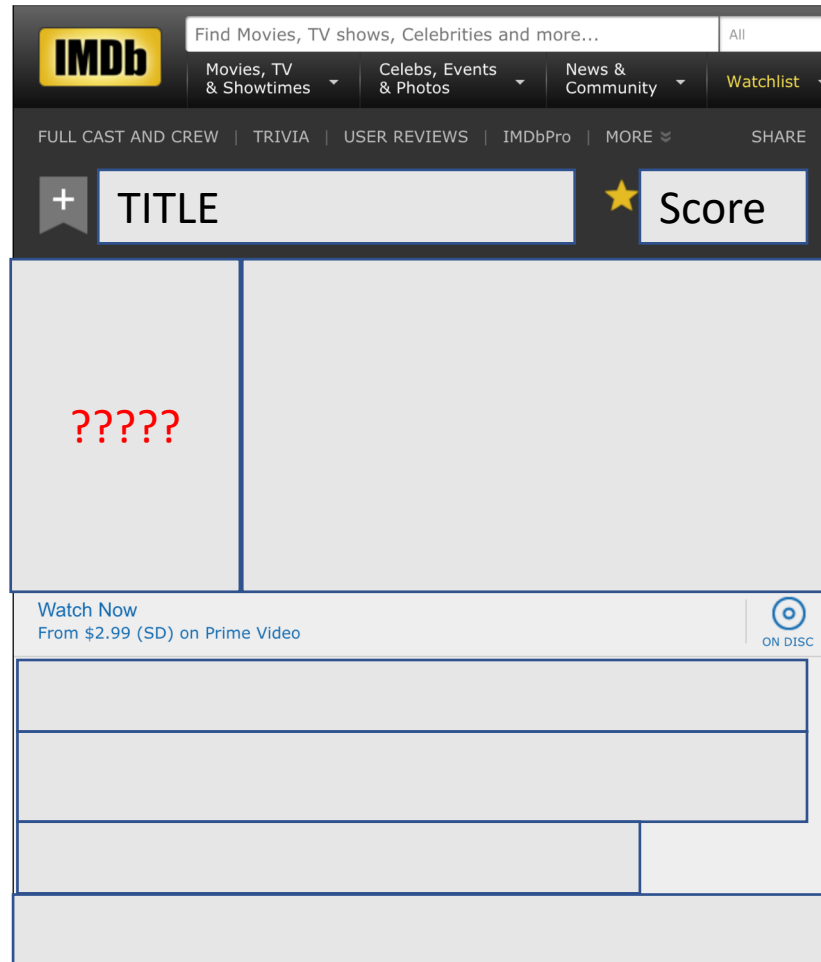 IMDb
Find Movies, TV shows, Celebrities and more...
All
Movies, TV
& Showtimes
Celebs, Events
& Photos
News &
Community
Watchlist
FULL CAST AND CREW | TRIVIA | USER REVIEWS | IMDbPro | MORE
SHARE
+
TITLE
Score
?????
Watch Now
From $2.99 (SD) on Prime Video
ON DISC